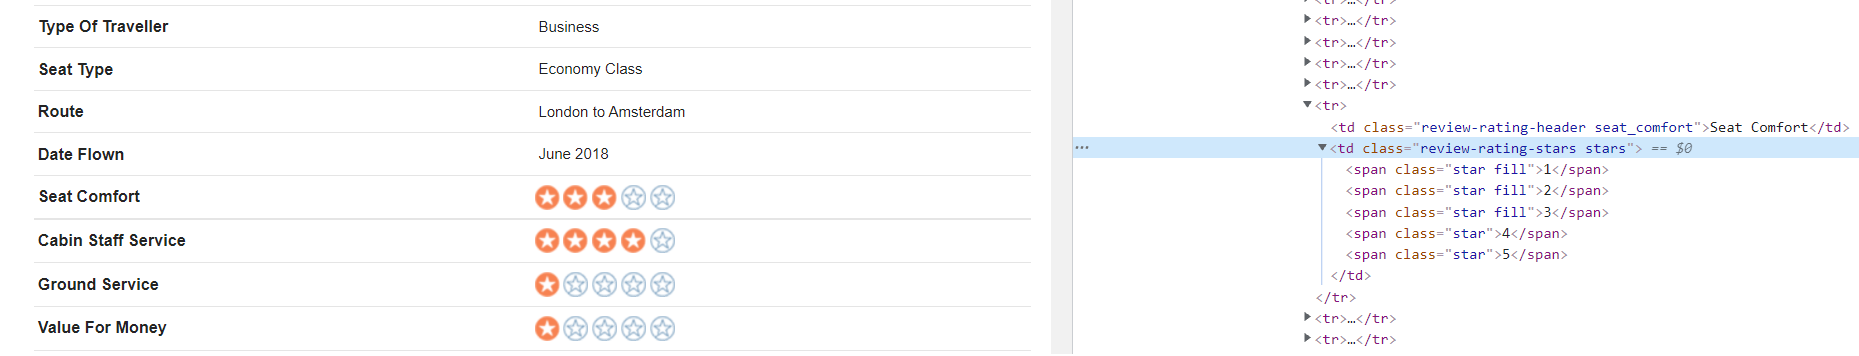 Type Of Traveller Business
Seat Type Economy Class
Route London to Amsterdam
Date Flown June 2018
Seat Comfort
Cabin Staff Service
Ground Service
Value For Money
<tr>…</tr>
<tr>…</tr>
<tr>…</tr>
<tr>…</tr>
<tr>…</tr>
<tr>
<td class="review-rating-header seat_comfort">Seat Comfort</td>
… <td class="review-rating-stars stars"> == $0
<span class="star fill">1</span>
<span class="star fill">2</span>
<span class="star fill">3</span>
<span class="star">4</span>
<span class="star">5</span>
</td>
</tr>
<tr>…</tr>
<tr>…</tr>